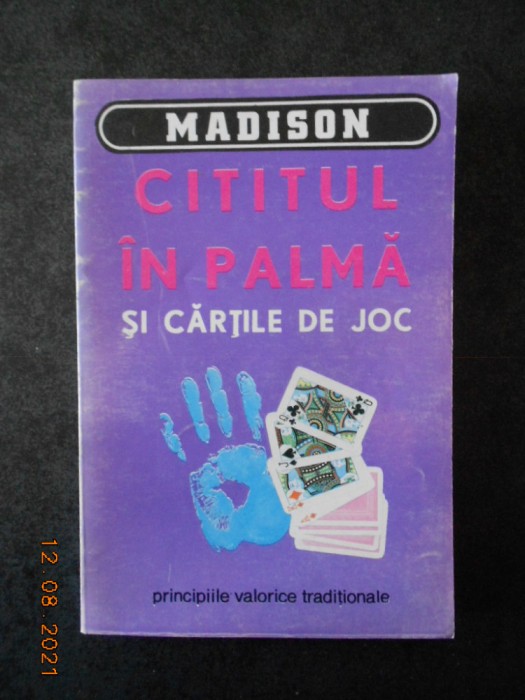 MADISON
CITITUL
ÎN PALMĂ
ŞI CĂRŢILE DE JOC
principiile valorice tradiţionale
12.08.2021